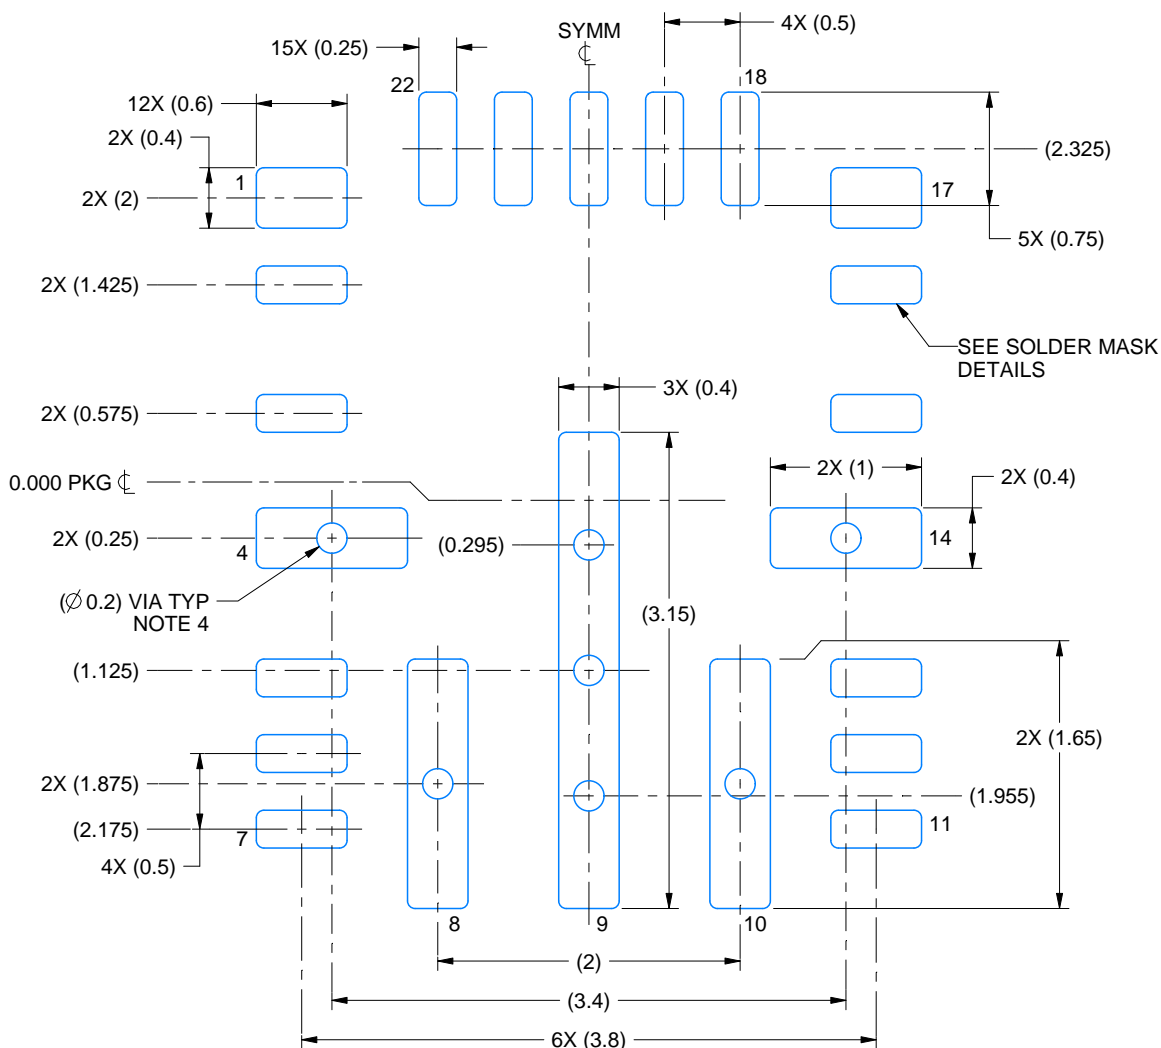 SYMM
℄
4X (0.5)
15X (0.25)
22
18
12X (0.6)
2X (0.4)
(2.325)
1
17
2X (2)
5X (0.75)
2X (1.425)
SEE SOLDER MASK
DETAILS
3X (0.4)
2X (0.575)
0.000 PKG ℄
2X (1)
2X (0.4)
2X (0.25)
4
(0.295)
14
(∅ 0.2) VIA TYP
NOTE 4
(3.15)
(1.125)
2X (1.65)
2X (1.875)
(1.955)
(2.175)
7
11
4X (0.5)
8
9
10
(2)
(3.4)
6X (3.8)